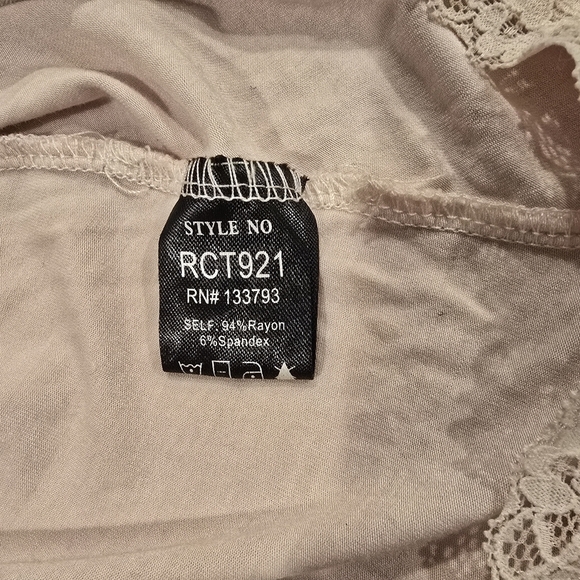 STYLE NO
RCT921
RN# 133793
SELF: 94%Rayon
6%Spandex